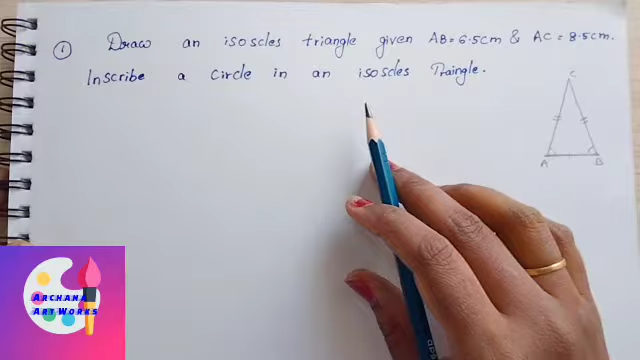 ① Draw an isoscles triangle given AB = 6.5cm & AC = 8.5cm.
Inscribe a Circle in an isoscles Traingle.
C
A B
ARCHANA
ART WORKS